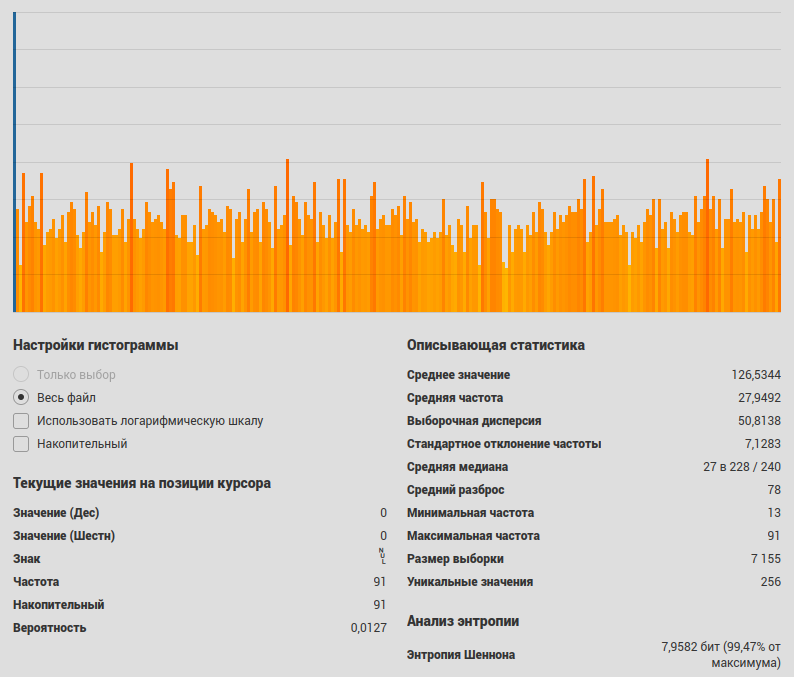 Настройки гистограммы
Только выбор
Весь файл
Использовать логарифмическую шкалу
Накопительный
Текущие значения на позиции курсора
Значение (Дес) 0
Значение (Шестн) 0
Знак NUL
Частота 91
Накопительный 91
Вероятность 0,0127
Описывающая статистика
Среднее значение 126,5344
Средняя частота 27,9492
Выборочная дисперсия 50,8138
Стандартное отклонение частоты 7,1283
Средняя медиана 27 в 228 / 240
Средний разброс 78
Минимальная частота 13
Максимальная частота 91
Размер выборки 7 155
Уникальные значения 256
Анализ энтропии
Энтропия Шеннона 7,9582 бит (99,47% от
максимума)